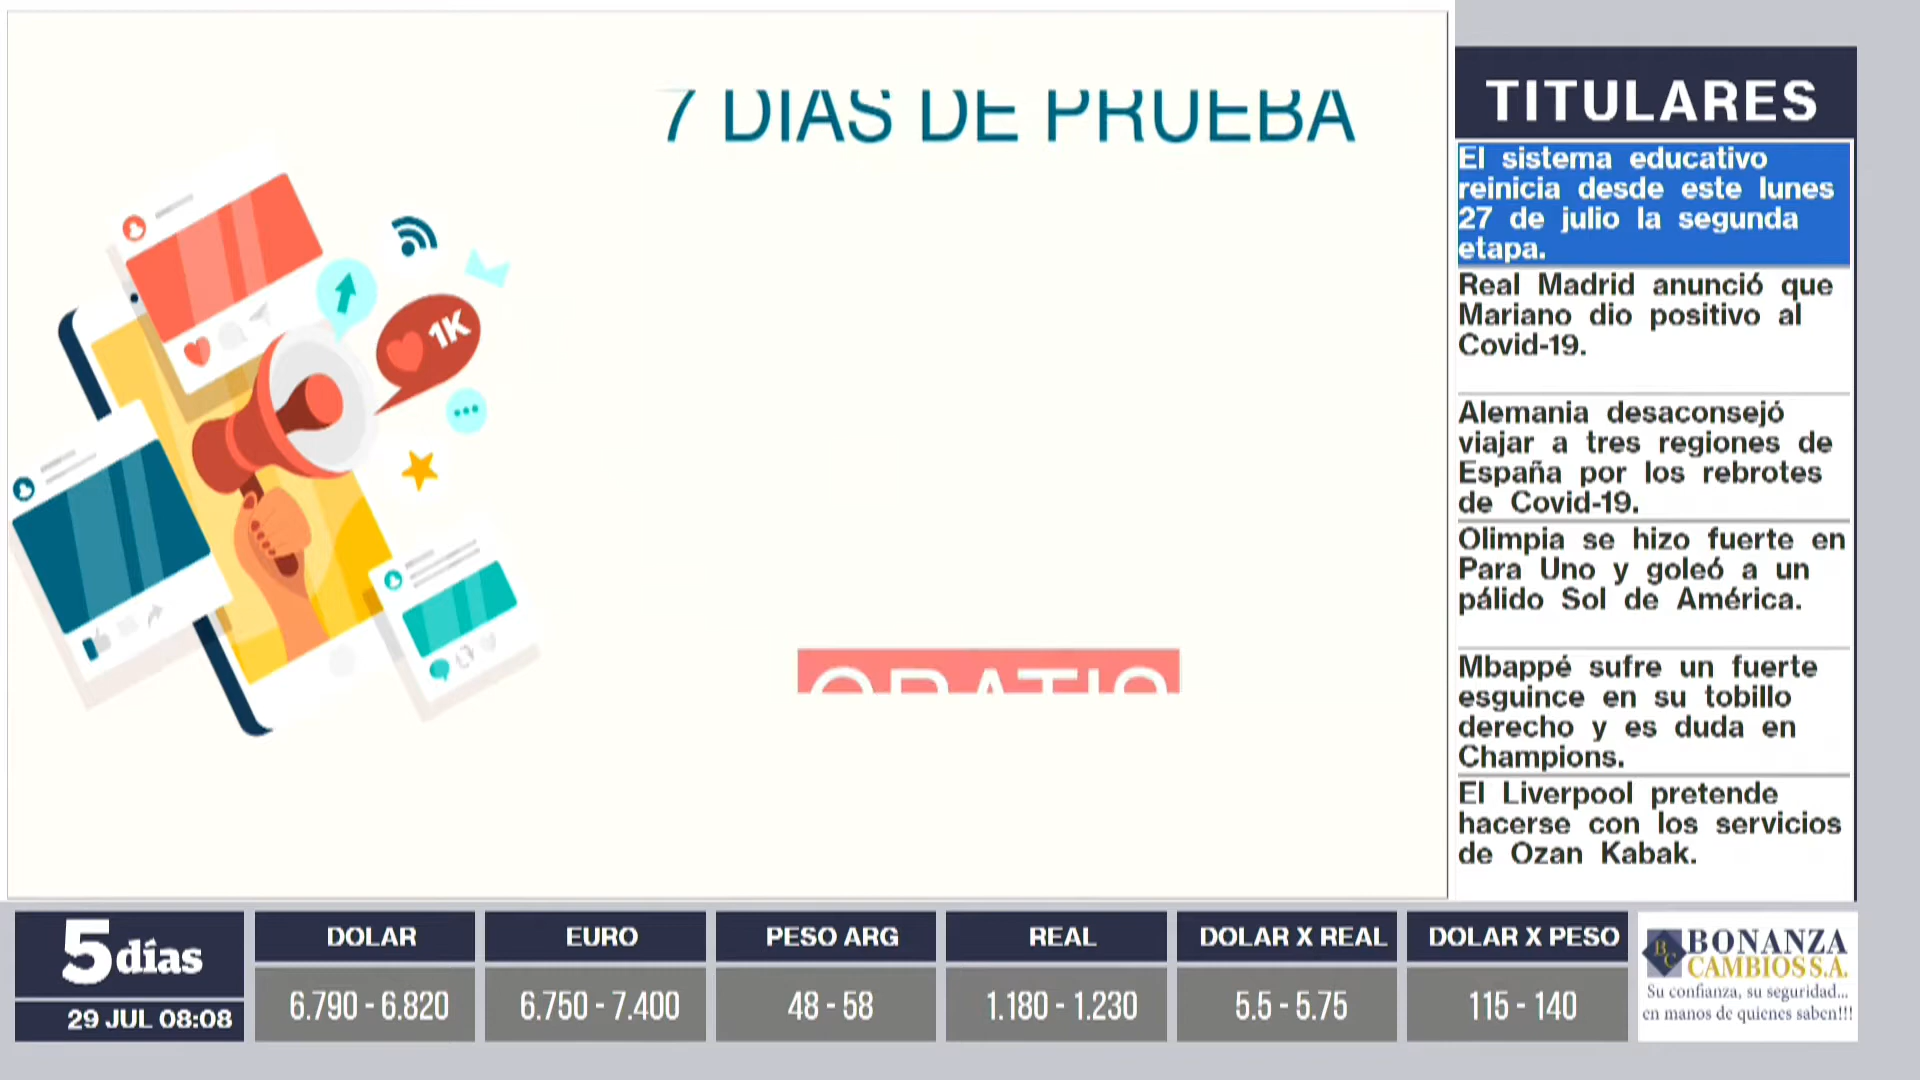 7 DIAS DE PRUEBA
1K
GRATIS
TITULARES
El sistema educativo
reinicia desde este lunes
27 de julio la segunda
etapa.
Real Madrid anunció que
Mariano dio positivo al
Covid-19.
Alemania desaconsejó
viajar a tres regiones de
España por los rebrotes
de Covid-19.
Olimpia se hizo fuerte en
Para Uno y goleó a un
pálido Sol de América.
Mbappé sufre un fuerte
esguince en su tobillo
derecho y es duda en
Champions.
El Liverpool pretende
hacerse con los servicios
de Ozan Kabak.
5días
29 JUL 08:08
DOLAR
6.790 - 6.820
EURO
6.750 - 7.400
PESO ARG
48 - 58
REAL
1.180 - 1.230
DOLAR X REAL
5.5 - 5.75
DOLAR X PESO
115 - 140
BC
BONANZA
CAMBIOS S.A.
Su confianza, su seguridad...
en manos de quienes saben!!!